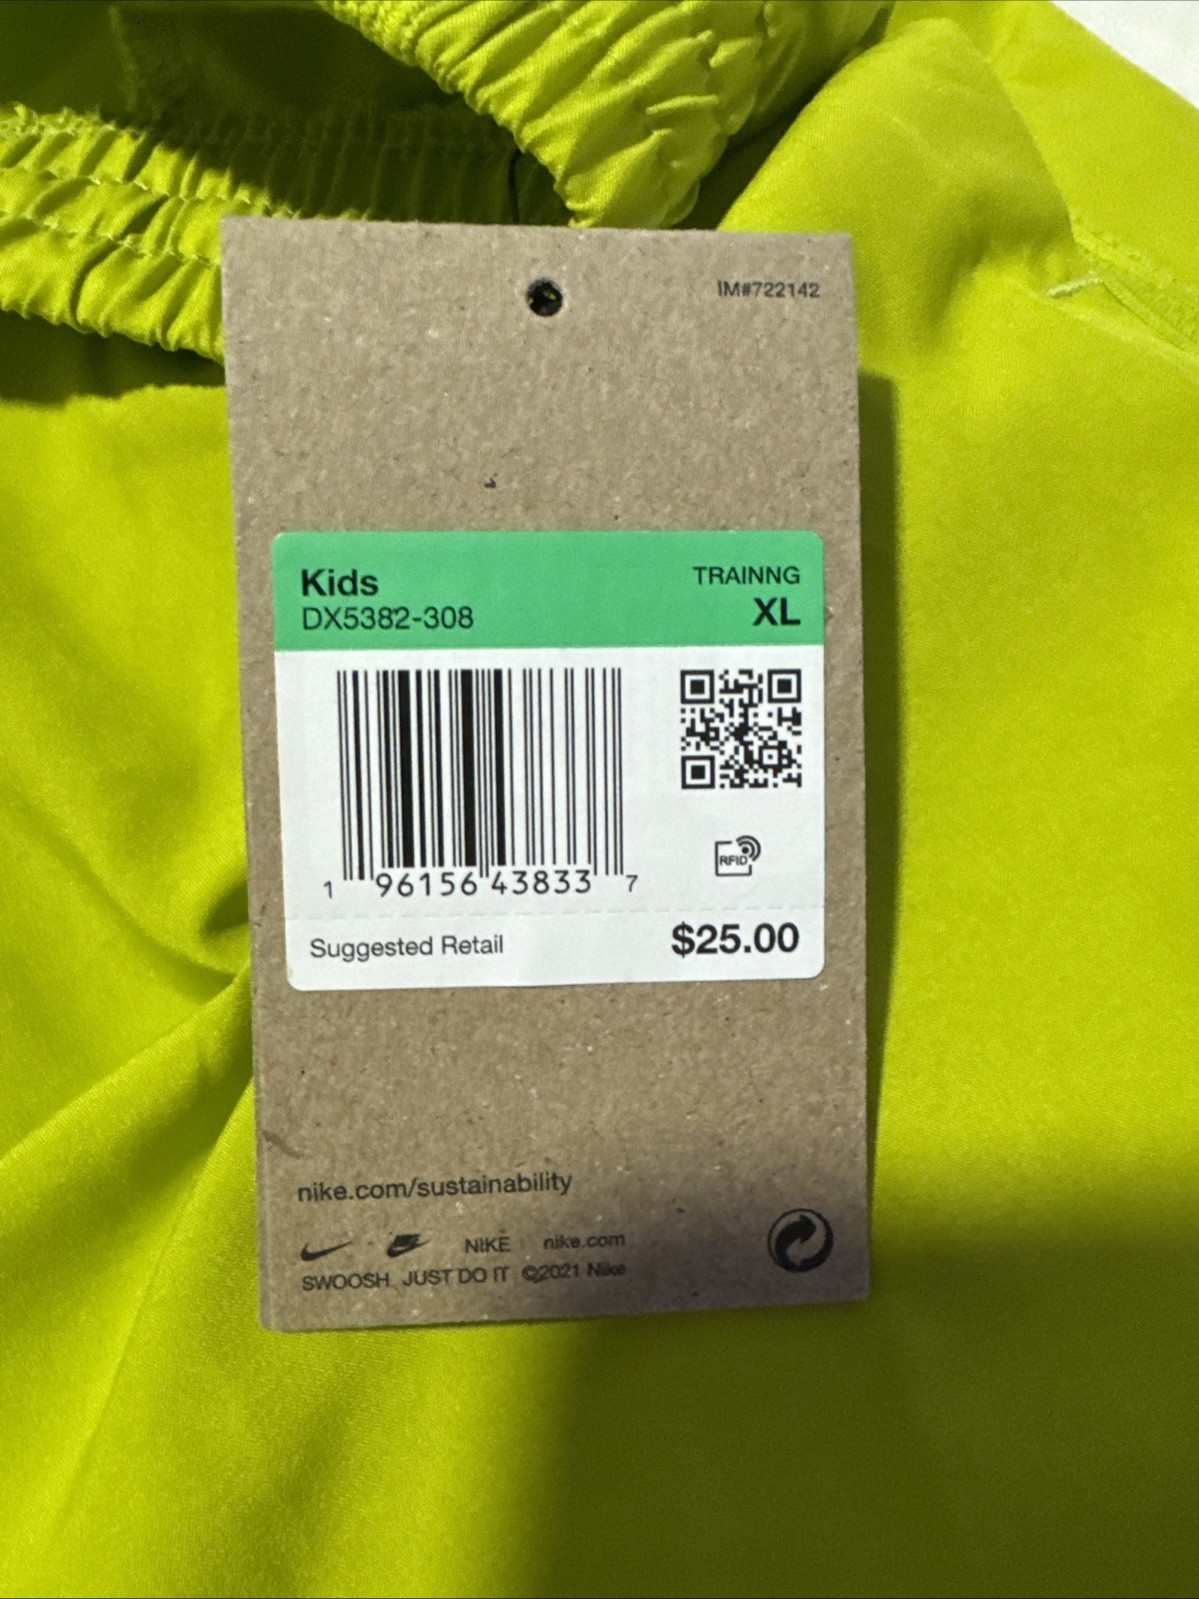 IM#722142
Kids
TRAINNG
DX5382-308
XL
1 96156 43833 7
RFID
Suggested Retail
$25.00
nike.com/sustainability
NIKE nike.com
SWOOSH JUST DO IT ©2021 Nike